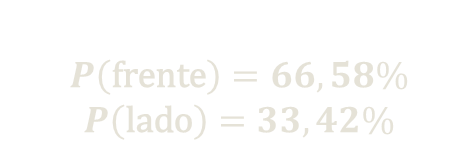 P(frente) = 66,58%
P(lado) = 33,42%